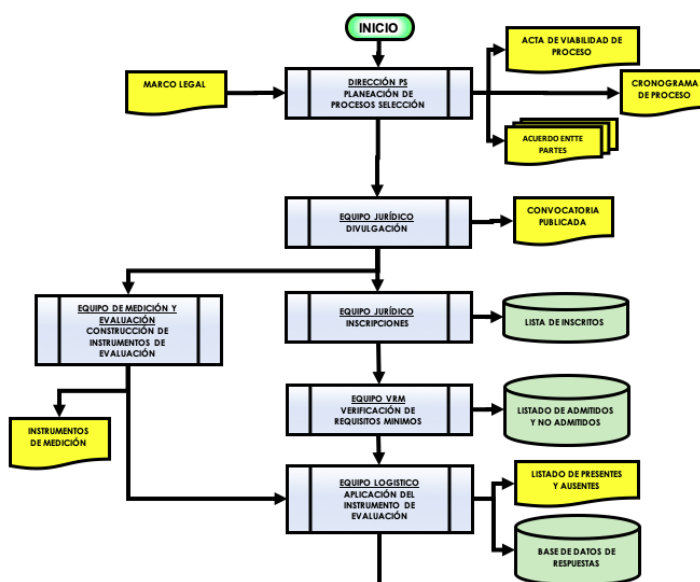 INICIO
ACTA DE VIABILIDAD DE
PROCESO
MARCO LEGAL
DIRECCIÓN PS
PLANEACIÓN DE
PROCESOS SELECCIÓN
CRONOGRAMA
DE PROCESO
ACUERDO ENTTE
PARTES
EQUIPO JURÍDICO
DIVULGACIÓN
CONVOCATORIA
PUBLICADA
EQUIPO DE MEDICIÓN Y
EVALUACIÓN
CONSTRUCCIÓN DE
INSTRUMENTOS DE
EVALUACIÓN
EQUIPO JURÍDICO
INSCRIPCIONES
LISTA DE INSCRITOS
EQUIPO VRM
VERIFICACIÓN DE
REQUISITOS MINIMOS
LISTADO DE ADMITIDOS
Y NO ADMITIDOS
INSTRUMENTOS
DE MEDICIÓN
EQUIPO LOGISTICO
APLICACIÓN DEL
INSTRUMENTO DE
EVALUACIÓN
LISTADO DE PRESENTES
Y AUSENTES
BASE DE DATOS DE
RESPUESTAS